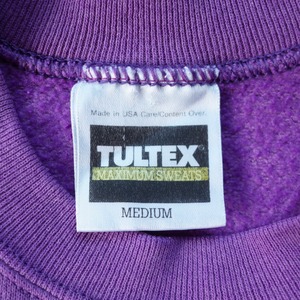 Made in USA Care/Content Over.
TULTEX
MAXIMUM SWEATS
MEDIUM